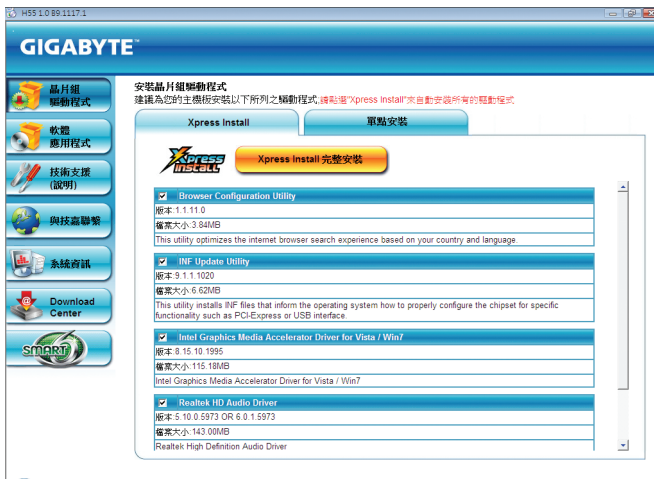 H55 1.0 B9.1117.1
GIGABYTE™
晶片組
驅動程式
軟體
應用程式
技術支援
(說明)
與技嘉聯繫
系統資訊
Download
Center
SMART6
安裝晶片組驅動程式
建議為您的主機板安裝以下所列之驅動程式;請點選"Xpress Install"來自動安裝所有的驅動程式
Xpress Install
單點安裝
Xpress
INSTALL
Xpress Install 完整安裝
Browser Configuration Utility
版本:1.1.11.0
檔案大小:3.84MB
This utility optimizes the internet browser search experience based on your country and language.
INF Update Utility
版本:9.1.1.1020
檔案大小:6.62MB
This utility installs INF files that inform the operating system how to properly configure the chipset for specific
functionality such as PCI-Express or USB interface.
Intel Graphics Media Accelerator Driver for Vista / Win7
版本:8.15.10.1995
檔案大小:115.18MB
Intel Graphics Media Accelerator Driver for Vista / Win7
Realtek HD Audio Driver
版本:5.10.0.5973 OR 6.0.1.5973
檔案大小:143.00MB
Realtek High Definition Audio Driver